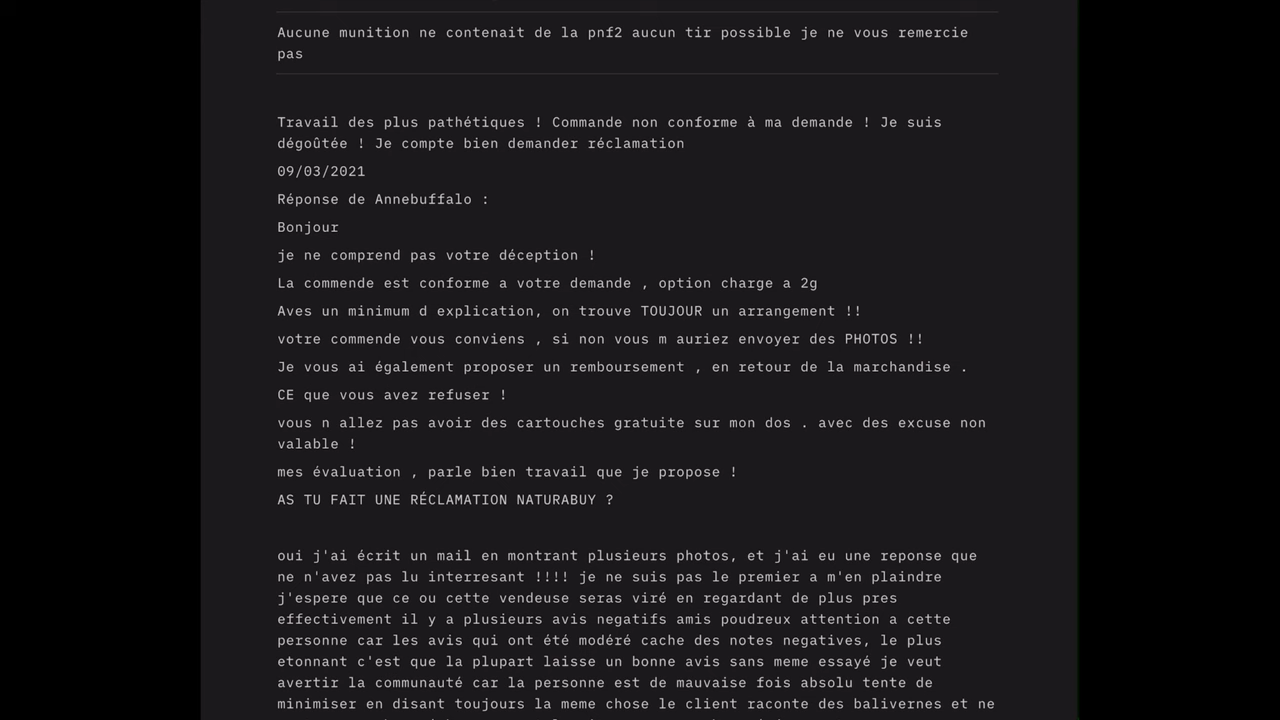 Aucune munition ne contenait de la pnf2 aucun tir possible je ne vous remercie
pas
Travail des plus pathétiques ! Commande non conforme à ma demande ! Je suis
dégoûtée ! Je compte bien demander réclamation
09/03/2021
Réponse de Annebuffalo :
Bonjour
je ne comprend pas votre déception !
La commende est conforme a votre demande , option charge a 2g
Aves un minimum d explication, on trouve TOUJOUR un arrangement !!
votre commende vous conviens , si non vous m auriez envoyer des PHOTOS !!
Je vous ai également proposer un remboursement , en retour de la marchandise .
CE que vous avez refuser !
vous n allez pas avoir des cartouches gratuite sur mon dos . avec des excuse non
valable !
mes évaluation , parle bien travail que je propose !
AS TU FAIT UNE RÉCLAMATION NATURABUY ?
oui j'ai écrit un mail en montrant plusieurs photos, et j'ai eu une reponse que
ne n'avez pas lu interresant !!!! je ne suis pas le premier a m'en plaindre
j'espere que ce ou cette vendeuse seras viré en regardant de plus pres
effectivement il y a plusieurs avis negatifs amis poudreux attention a cette
personne car les avis qui ont été modéré cache des notes negatives, le plus
etonnant c'est que la plupart laisse un bonne avis sans meme essayé je veut
avertir la communauté car la personne est de mauvaise fois absolu tente de
minimiser en disant toujours la meme chose le client raconte des balivernes et ne